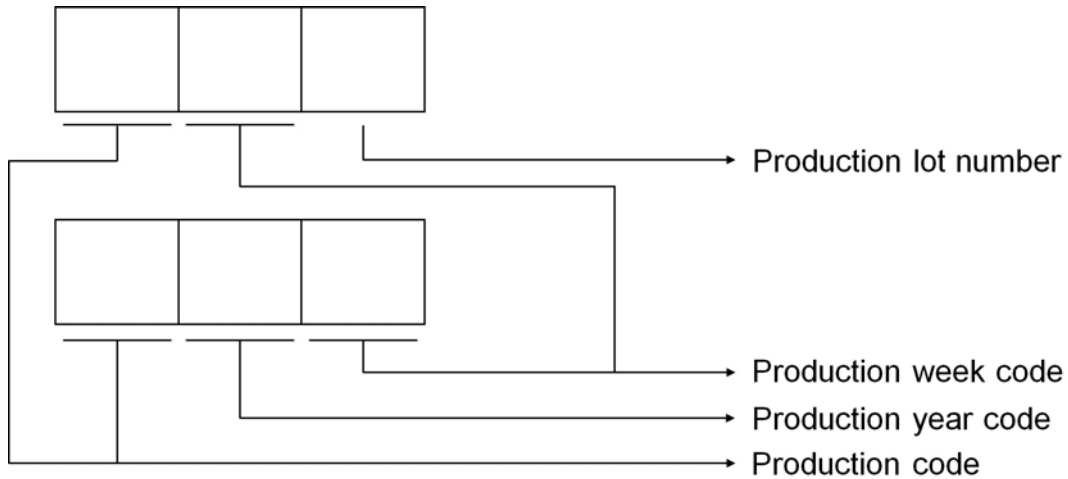 Production lot number
Production week code
Production year code
Production code